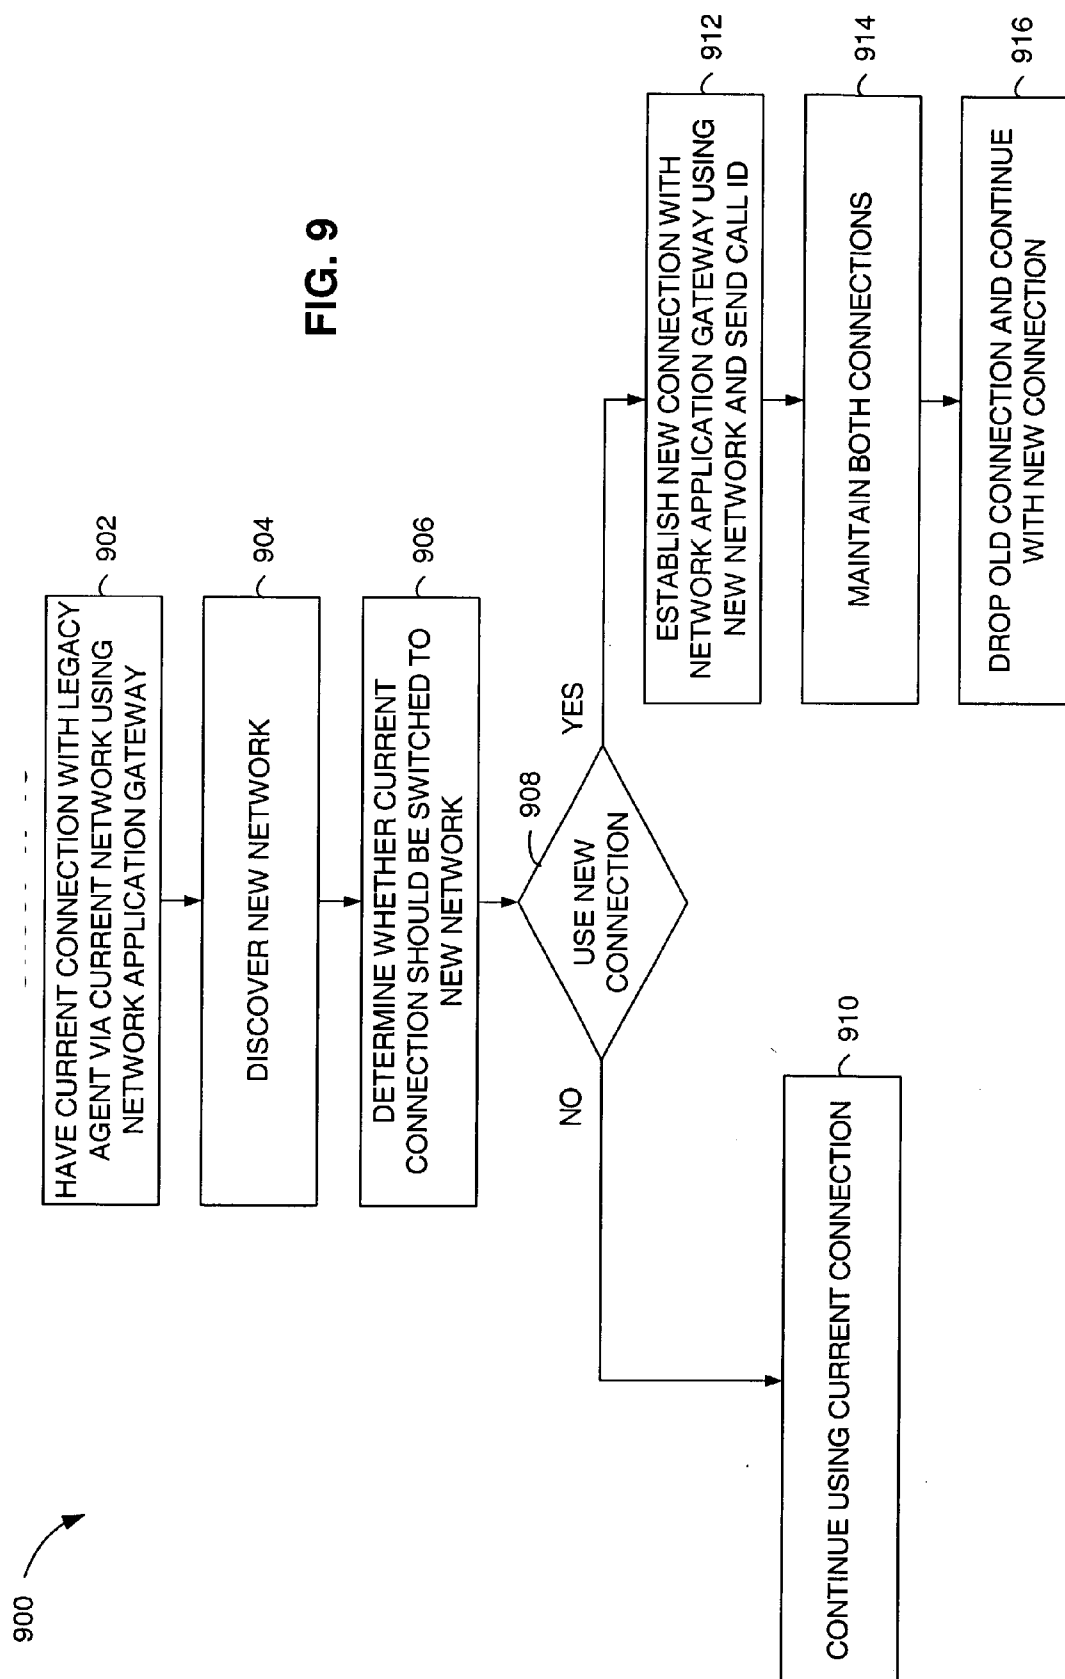 900
HAVE CURRENT CONNECTION WITH LEGACY
AGENT VIA CURRENT NETWORK USING
NETWORK APPLICATION GATEWAY
902
DISCOVER NEW NETWORK
904
DETERMINE WHETHER CURRENT
CONNECTION SHOULD BE SWITCHED TO
NEW NETWORK
906
USE NEW
CONNECTION
908
NO
YES
CONTINUE USING CURRENT CONNECTION
910
ESTABLISH NEW CONNECTION WITH
NETWORK APPLICATION GATEWAY USING
NEW NETWORK AND SEND CALL ID
912
MAINTAIN BOTH CONNECTIONS
914
DROP OLD CONNECTION AND CONTINUE
WITH NEW CONNECTION
916
FIG. 9